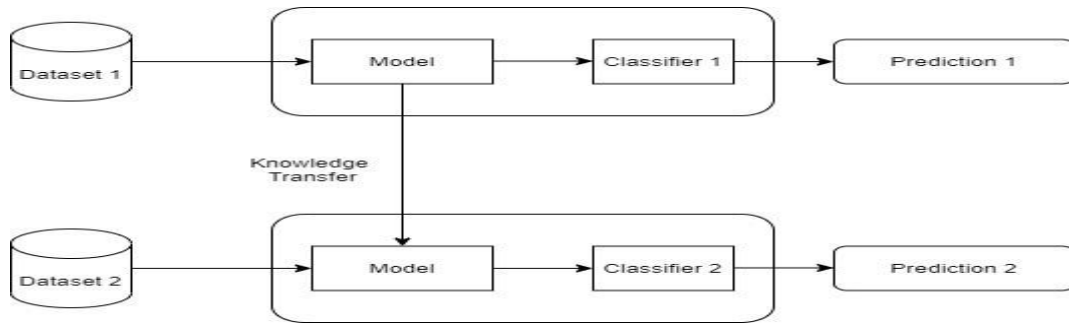 Dataset 1
Model
Classifier 1
Prediction 1
Knowledge
Transfer
Dataset 2
Model
Classifier 2
Prediction 2